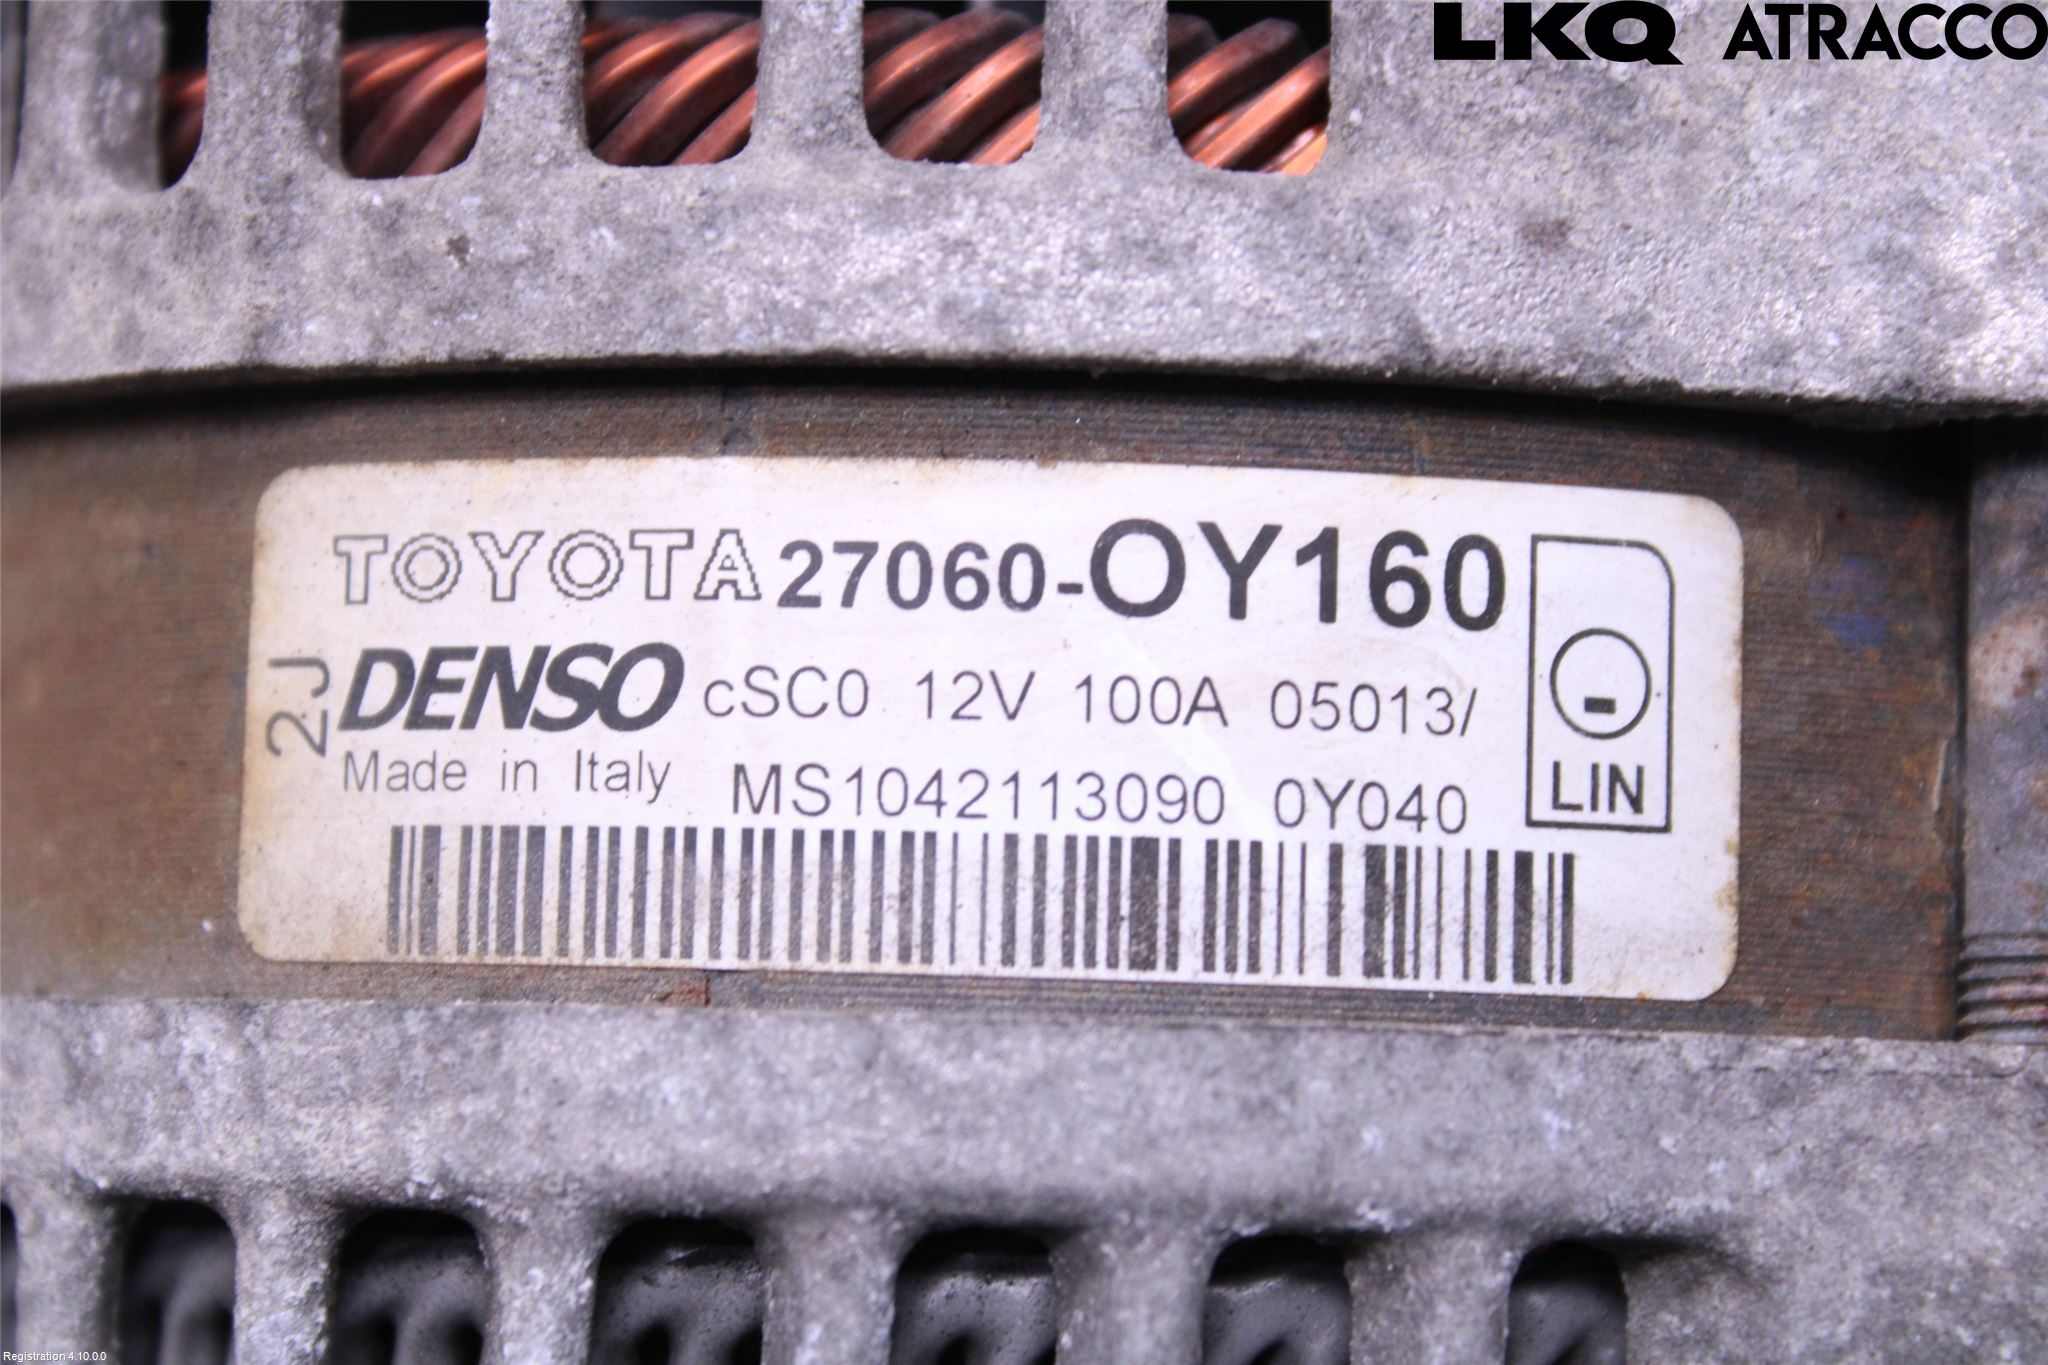 LKQ ATRACCO
TOYOTA 27060-OY160
2J
DENSO cSC0 12V 100A 05013/
Made in Italy MS1042113090 0Y040
LIN
Registration 4.10.0.0